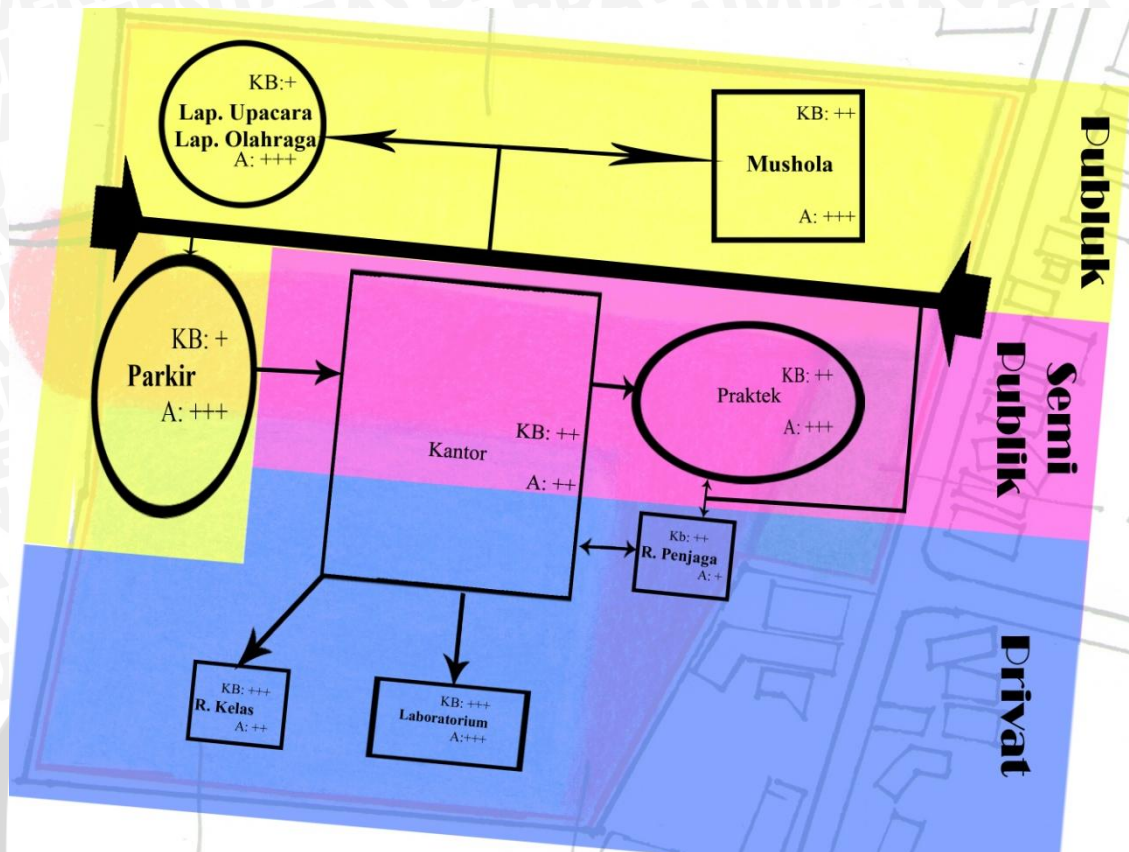 KB:+
Lap. Upacara
Lap. Olahraga
A: +++
KB: ++
Mushola
A: +++
Publuk
KB: +
Parkir
A: +++
KB: ++
Kantor
A: ++
KB: ++
Praktek
A: +++
Semi
Publik
Kb: ++
R. Penjaga
A: +
KB: +++
R. Kelas
A: ++
KB: +++
Laboratorium
A:+++
Privat